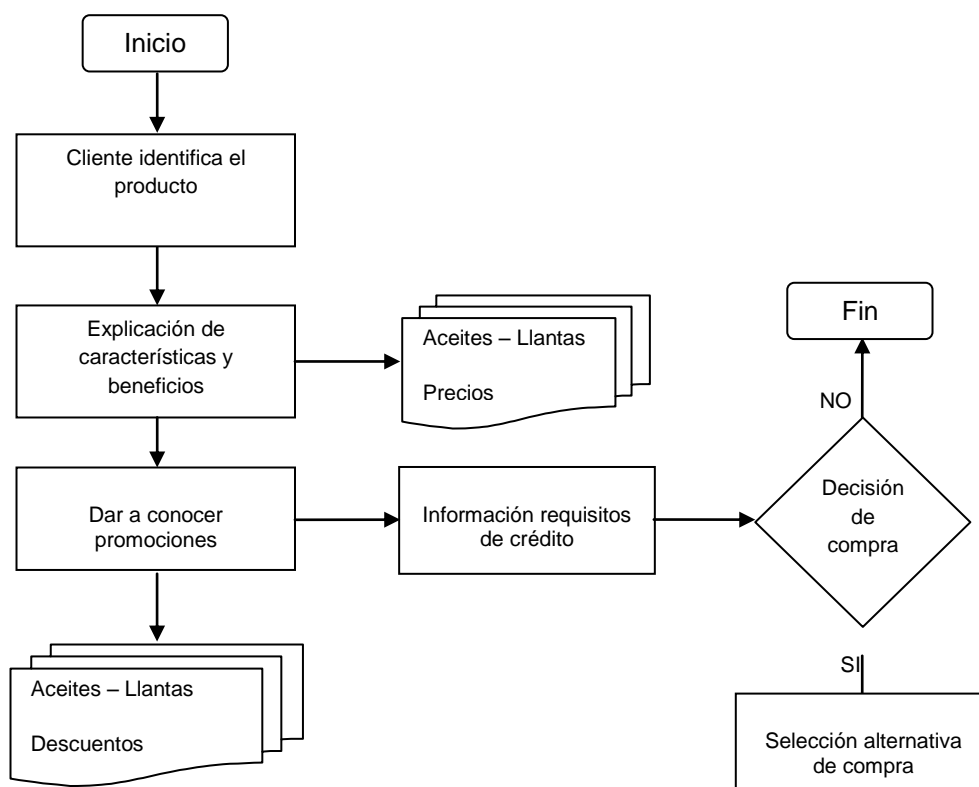 Inicio
Cliente identifica el
producto
Explicación de
características y
beneficios
Aceites – Llantas
Precios
Fin
NO
Dar a conocer
promociones
Información requisitos
de crédito
Decisión
de
compra
Aceites – Llantas
Descuentos
SI
Selección alternativa
de compra